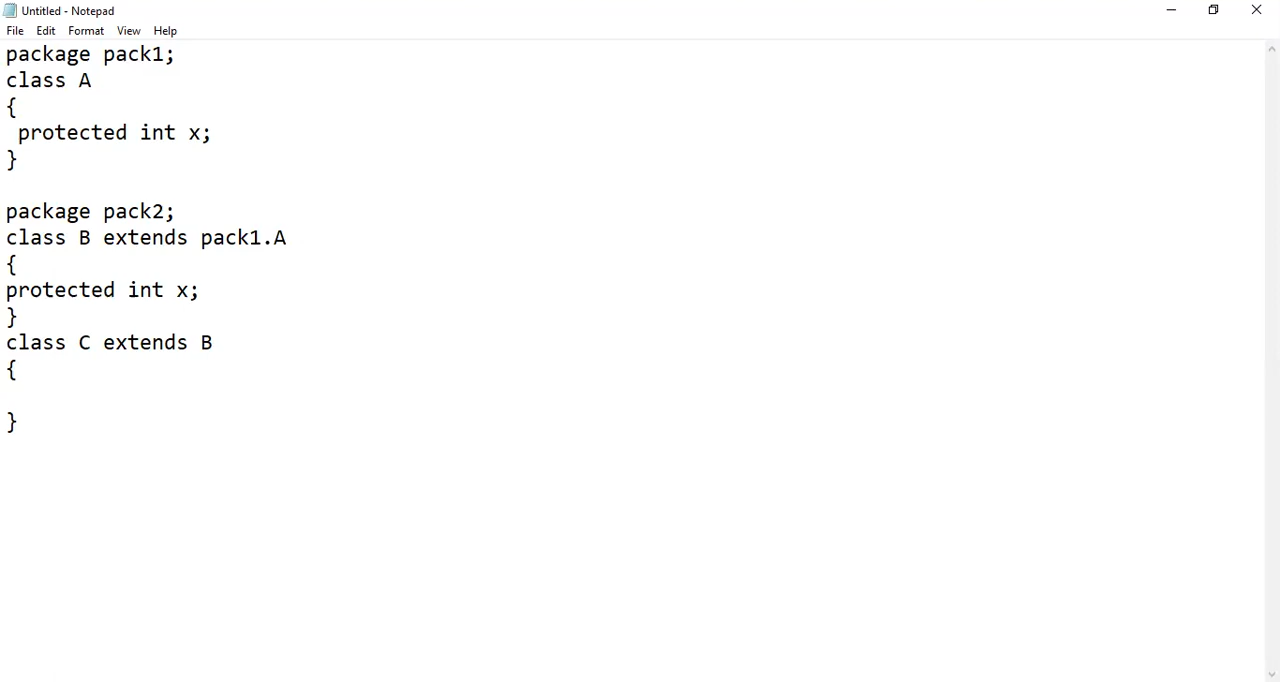 Untitled - Notepad
File Edit Format View Help
package pack1;
class A
{
 protected int x;
}

package pack2;
class B extends pack1.A
{
protected int x;
}
class C extends B
{

}